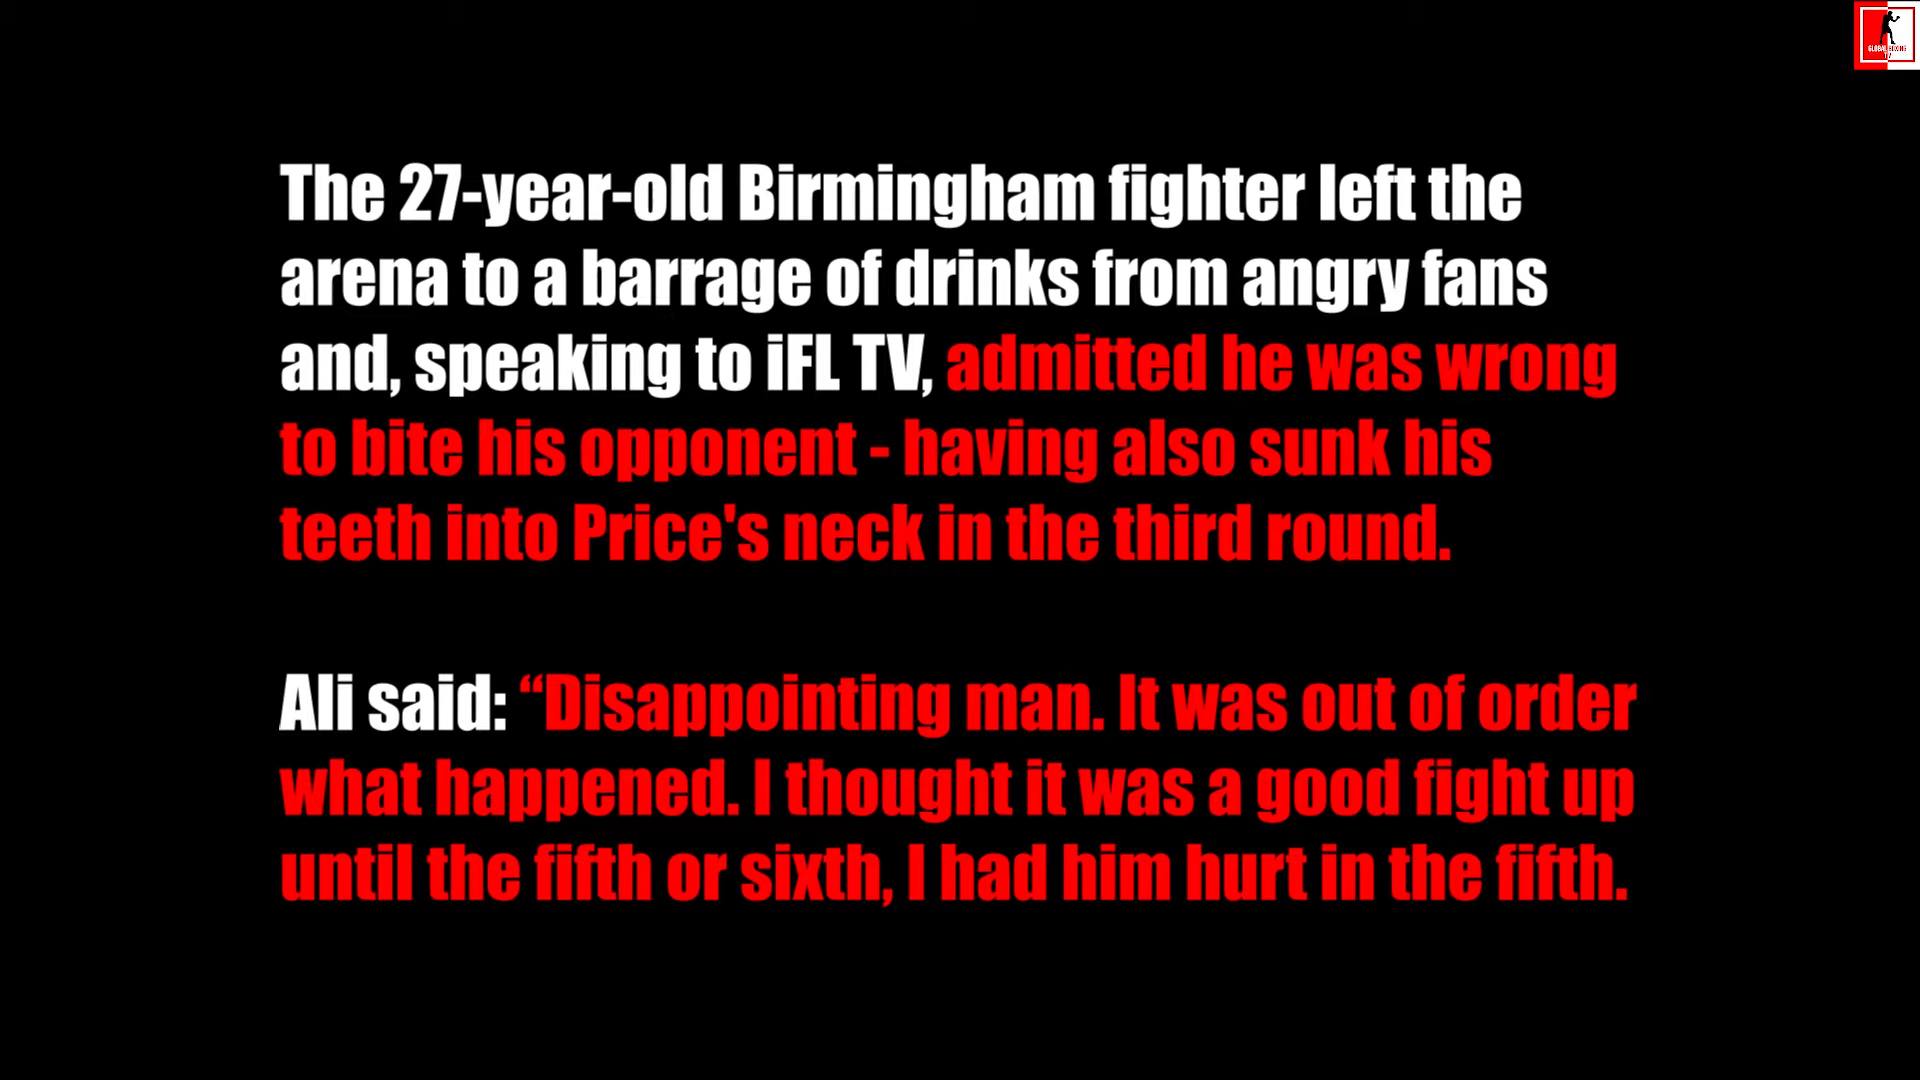 GLOBAL BOXING
TV
The 27-year-old Birmingham fighter left the
arena to a barrage of drinks from angry fans
and, speaking to iFL TV, admitted he was wrong
to bite his opponent - having also sunk his
teeth into Price's neck in the third round.
Ali said: “Disappointing man. It was out of order
what happened. I thought it was a good fight up
until the fifth or sixth, I had him hurt in the fifth.